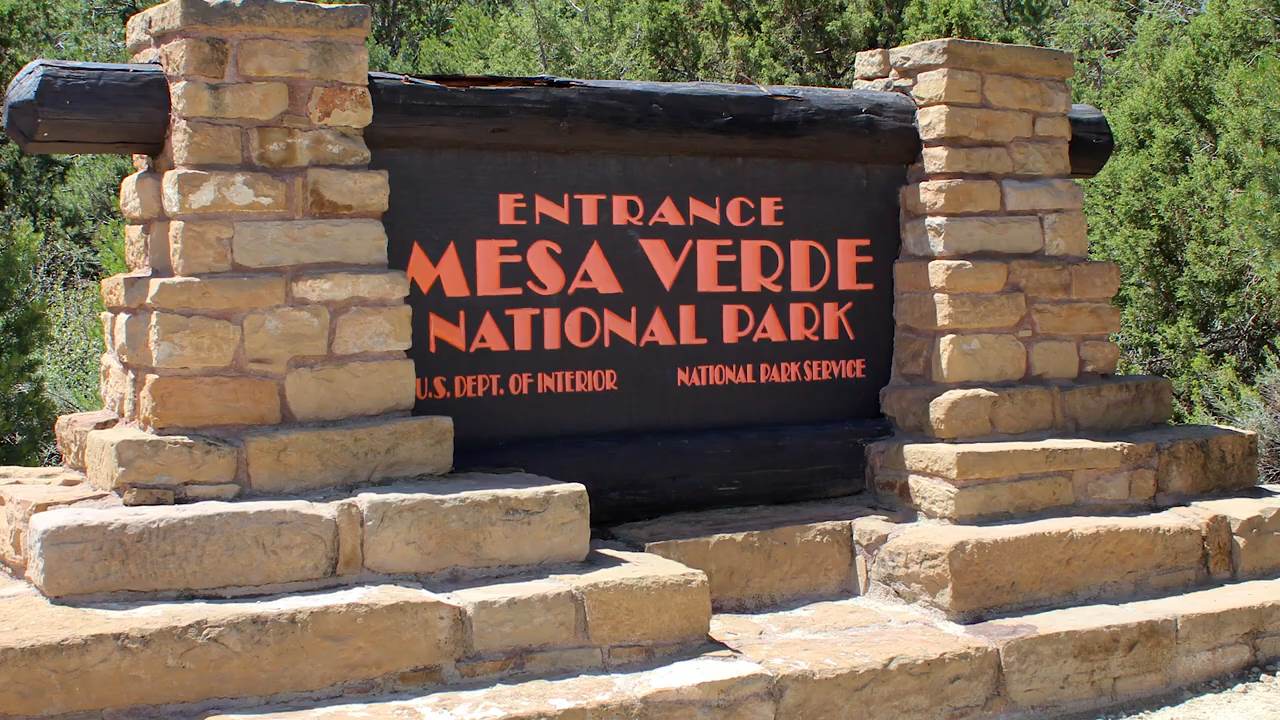 ENTRANCE
MESA VERDE
NATIONAL PARK
U.S. DEPT. OF INTERIOR NATIONAL PARK SERVICE